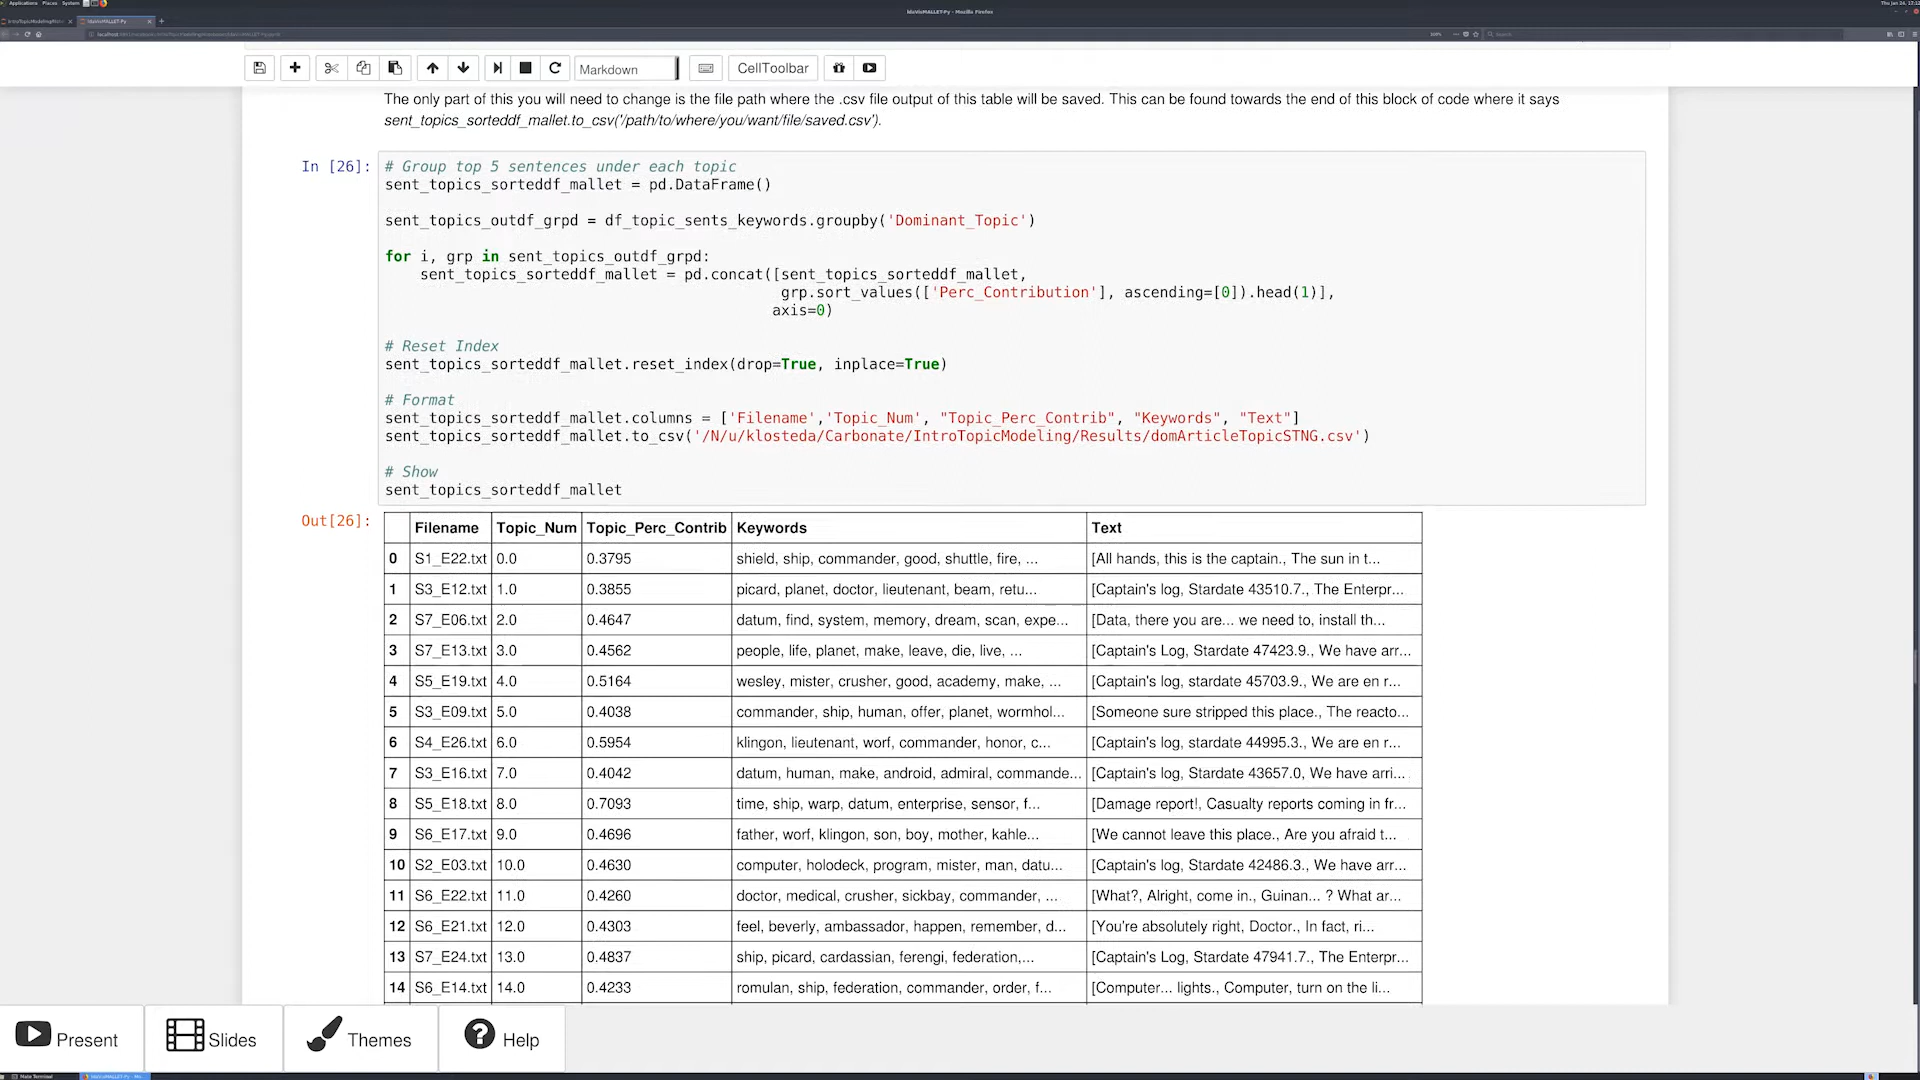 Applications Places System
ldaVisMALLET-Py - Mozilla Firefox
Thu Jan 24, 17:12
ldaVisMALLET-Py
Search
Markdown
CellToolbar
The only part of this you will need to change is the file path where the .csv file output of this table will be saved. This can be found towards the end of this block of code where it says
sent_topics_sorteddf_mallet.to_csv('/path/to/where/you/want/file/saved.csv').
In [26]:
# Group top 5 sentences under each topic
sent_topics_sorteddf_mallet = pd.DataFrame()
sent_topics_outdf_grpd = df_topic_sents_keywords.groupby('Dominant_Topic')
for i, grp in sent_topics_outdf_grpd:
sent_topics_sorteddf_mallet = pd.concat([sent_topics_sorteddf_mallet,
grp.sort_values(['Perc_Contribution'], ascending=[0]).head(1)],
axis=0)
# Reset Index
sent_topics_sorteddf_mallet.reset_index(drop=True, inplace=True)
# Format
sent_topics_sorteddf_mallet.columns = ['Filename','Topic_Num', "Topic_Perc_Contrib", "Keywords", "Text"]
sent_topics_sorteddf_mallet.to_csv('/N/u/klosteda/Carbonate/IntroTopicModeling/Results/domArticleTopicSTNG.csv')
# Show
sent_topics_sorteddf_mallet
Out[26]:
Filename Topic_Num Topic_Perc_Contrib Keywords Text
0 S1_E22.txt 0.0 0.3795 shield, ship, commander, good, shuttle, fire, ... [All hands, this is the captain., The sun in t...
1 S3_E12.txt 1.0 0.3855 picard, planet, doctor, lieutenant, beam, retu... [Captain's log, Stardate 43510.7., The Enterpr...
2 S7_E06.txt 2.0 0.4647 datum, find, system, memory, dream, scan, expe... [Data, there you are... we need to, install th...
3 S7_E13.txt 3.0 0.4562 people, life, planet, make, leave, die, live, ... [Captain's Log, Stardate 47423.9., We have arr...
4 S5_E19.txt 4.0 0.5164 wesley, mister, crusher, good, academy, make, ... [Captain's log, stardate 45703.9., We are en r...
5 S3_E09.txt 5.0 0.4038 commander, ship, human, offer, planet, wormhol... [Someone sure stripped this place., The reacto...
6 S4_E26.txt 6.0 0.5954 klingon, lieutenant, worf, commander, honor, c... [Captain's log, stardate 44995.3., We are en r...
7 S3_E16.txt 7.0 0.4042 datum, human, make, android, admiral, commande... [Captain's log, Stardate 43657.0, We have arri...
8 S5_E18.txt 8.0 0.7093 time, ship, warp, datum, enterprise, sensor, f... [Damage report!, Casualty reports coming in fr...
9 S6_E17.txt 9.0 0.4696 father, worf, klingon, son, boy, mother, kahle... [We cannot leave this place., Are you afraid t...
10 S2_E03.txt 10.0 0.4630 computer, holodeck, program, mister, man, datu... [Captain's log, Stardate 42486.3., We have arr...
11 S6_E22.txt 11.0 0.4260 doctor, medical, crusher, sickbay, commander, ... [What?, Alright, come in., Guinan... ? What ar...
12 S6_E21.txt 12.0 0.4303 feel, beverly, ambassador, happen, remember, d... [You're absolutely right, Doctor., In fact, ri...
13 S7_E24.txt 13.0 0.4837 ship, picard, cardassian, ferengi, federation,... [Captain's Log, Stardate 47941.7., The Enterpr...
14 S6_E14.txt 14.0 0.4233 romulan, ship, federation, commander, order, f... [Computer... lights., Computer, turn on the li...
Present Slides Themes Help
Main Terminal